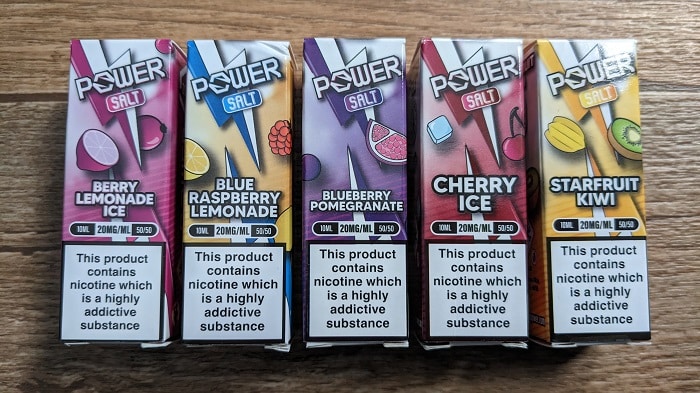 POWER
SALT
BERRY
LEMONADE
ICE
10ML 20MG/ML 50/50
This product
contains
nicotine which
is a highly
addictive
substance
POWER
SALT
BLUE
RASPBERRY
LEMONADE
10ML 20MG/ML 50/50
This product
contains
nicotine which
is a highly
addictive
substance
POWER
SALT
BLUEBERRY
POMEGRANATE
10ML 20MG/ML 50/50
This product
contains
nicotine which
is a highly
addictive
substance
POWER
SALT
CHERRY
ICE
10ML 20MG/ML 50/50
This product
contains
nicotine which
is a highly
addictive
substance
POWER
SALT
STARFRUIT
KIWI
10ML 20MG/ML 50/50
This product
contains
nicotine which
is a highly
addictive
substance